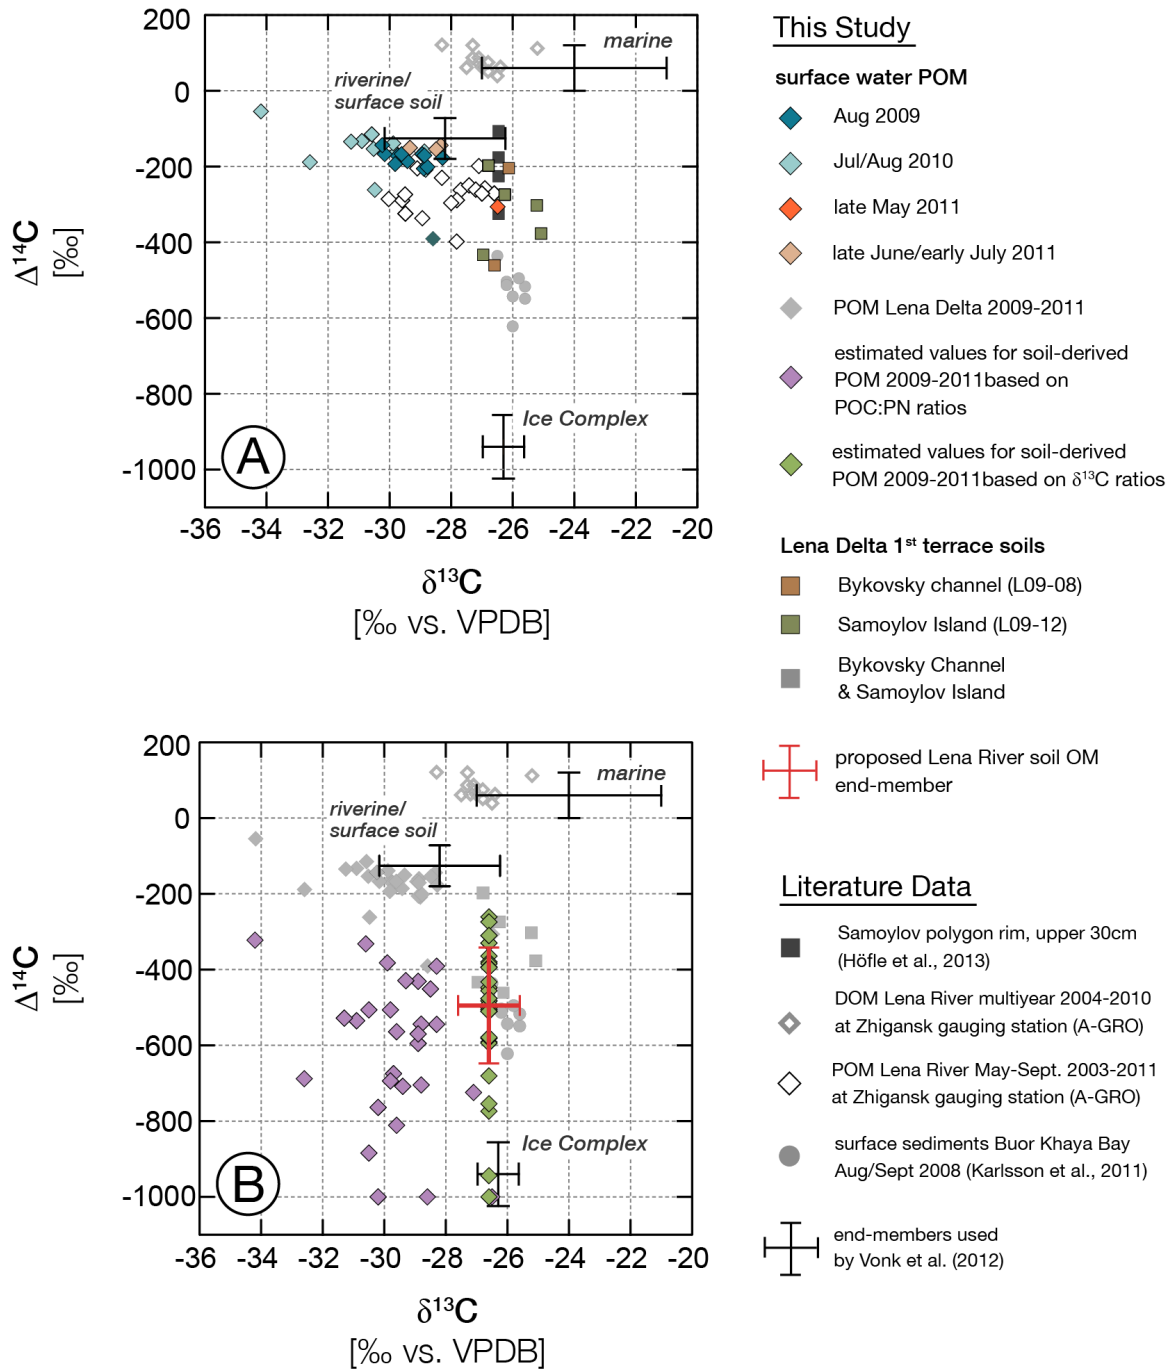 200
0
-200
-400
-600
-800
-1000
Δ¹⁴C
[‰]
marine
riverine/
surface soil
Ice Complex
A
-36 -34 -32 -30 -28 -26 -24 -22 -20
δ¹³C
[‰ vs. VPDB]
200
0
-200
-400
-600
-800
-1000
Δ¹⁴C
[‰]
marine
riverine/
surface soil
Ice Complex
B
-36 -34 -32 -30 -28 -26 -24 -22 -20
δ¹³C
[‰ vs. VPDB]
This Study
surface water POM
Aug 2009
Jul/Aug 2010
late May 2011
late June/early July 2011
POM Lena Delta 2009-2011
estimated values for soil-derived
POM 2009-2011based on
POC:PN ratios
estimated values for soil-derived
POM 2009-2011based on δ¹³C ratios
Lena Delta 1ˢᵗ terrace soils
Bykovsky channel (L09-08)
Samoylov Island (L09-12)
Bykovsky Channel
& Samoylov Island
proposed Lena River soil OM
end-member
Literature Data
Samoylov polygon rim, upper 30cm
(Höfle et al., 2013)
DOM Lena River multiyear 2004-2010
at Zhigansk gauging station (A-GRO)
POM Lena River May-Sept. 2003-2011
at Zhigansk gauging station (A-GRO)
surface sediments Buor Khaya Bay
Aug/Sept 2008 (Karlsson et al., 2011)
end-members used
by Vonk et al. (2012)